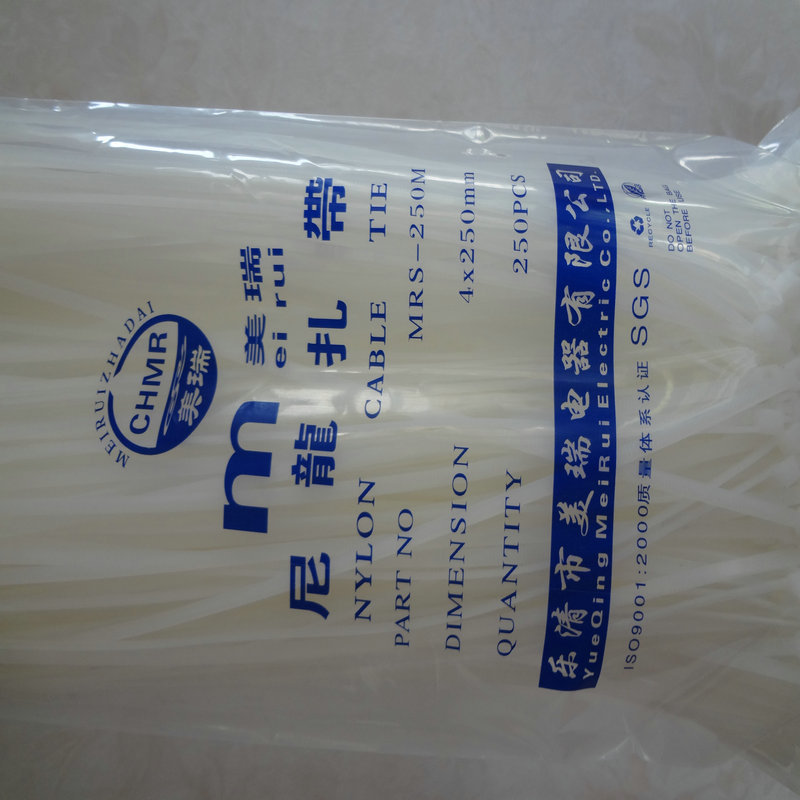 MEIRUIZHADAI
CHMR
美瑞
m 美瑞
ei rui
尼龍扎帶
NYLON CABLE TIE
PART NO MRS-250M
DIMENSION 4x250mm
QUANTITY 250PCS
乐清市美瑞电器有限公司
YueQing MeiRui Electric Co.,LTD.
ISO9001:2000质量体系认证 SGS
RECYCLE
DO NOT
OPEN THE BAG
BEFORE USE